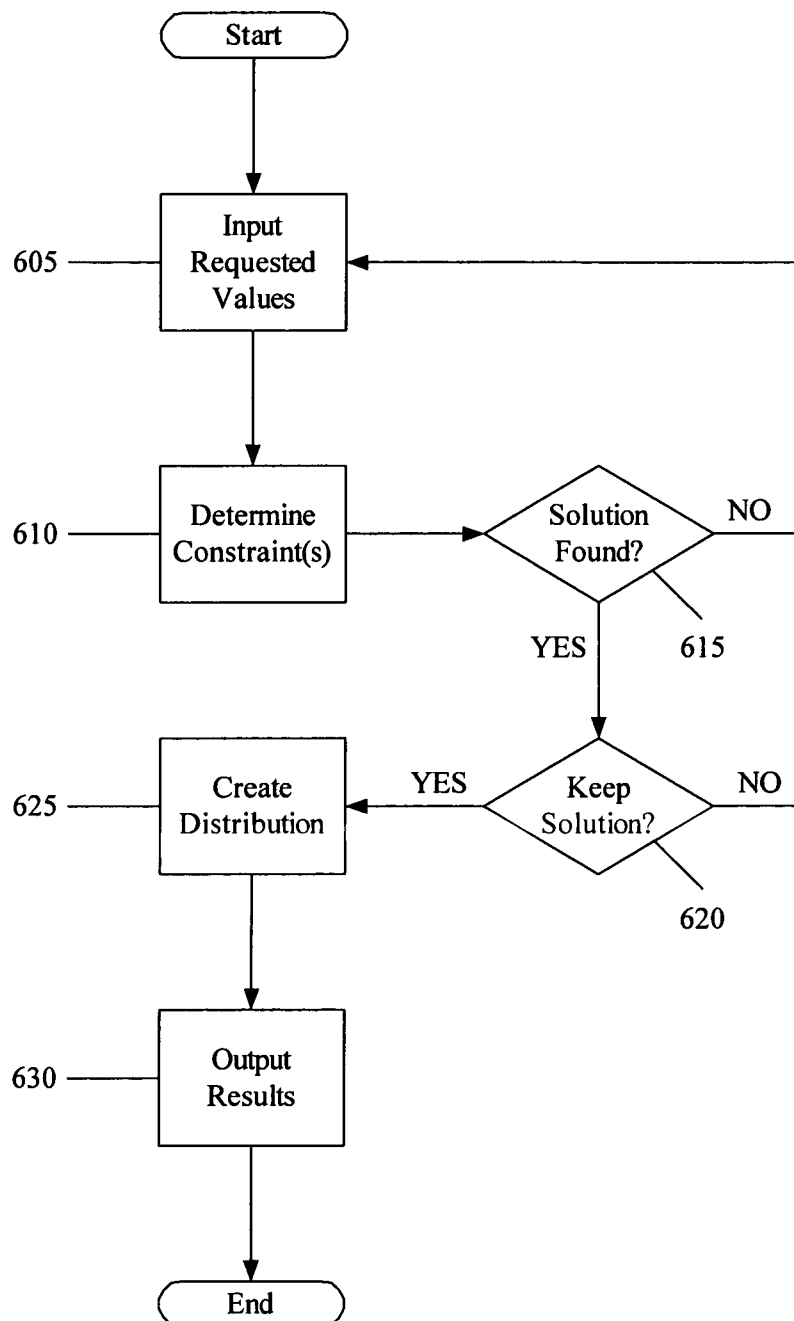 Start
605
Input
Requested
Values
610
Determine
Constraint(s)
Solution
Found?
NO
615
YES
625
Create
Distribution
YES
Keep
Solution?
NO
620
630
Output
Results
End